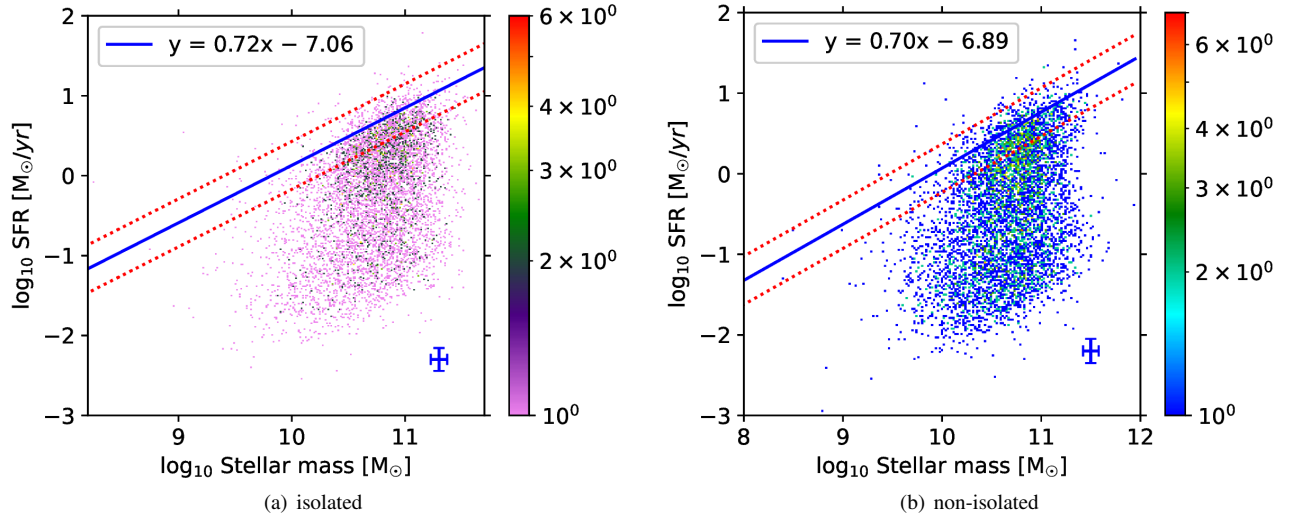 y = 0.72x − 7.06
2
1
0
−1
−2
−3
9
10
11
log₁₀ SFR [M⊙/yr]
log₁₀ Stellar mass [M⊙]
6 × 10⁰
4 × 10⁰
3 × 10⁰
2 × 10⁰
10⁰
(a) isolated
y = 0.70x − 6.89
2
1
0
−1
−2
−3
8
9
10
11
12
log₁₀ SFR [M⊙/yr]
log₁₀ Stellar mass [M⊙]
6 × 10⁰
4 × 10⁰
3 × 10⁰
2 × 10⁰
10⁰
(b) non-isolated